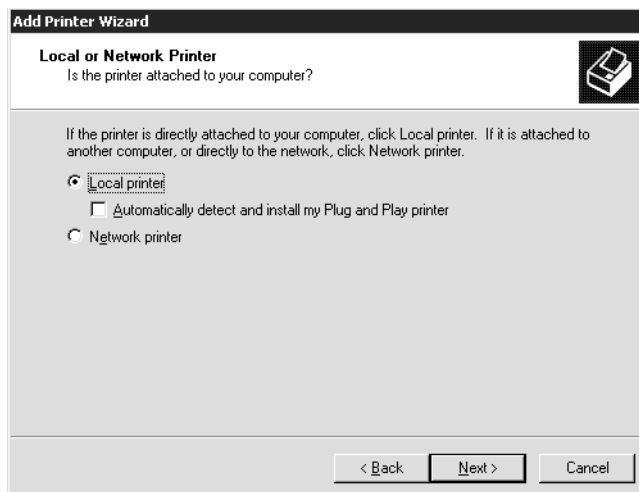 Add Printer Wizard
Local or Network Printer
Is the printer attached to your computer?
If the printer is directly attached to your computer, click Local printer. If it is attached to
another computer, or directly to the network, click Network printer.
Local printer
Automatically detect and install my Plug and Play printer
Network printer
< Back
Next >
Cancel